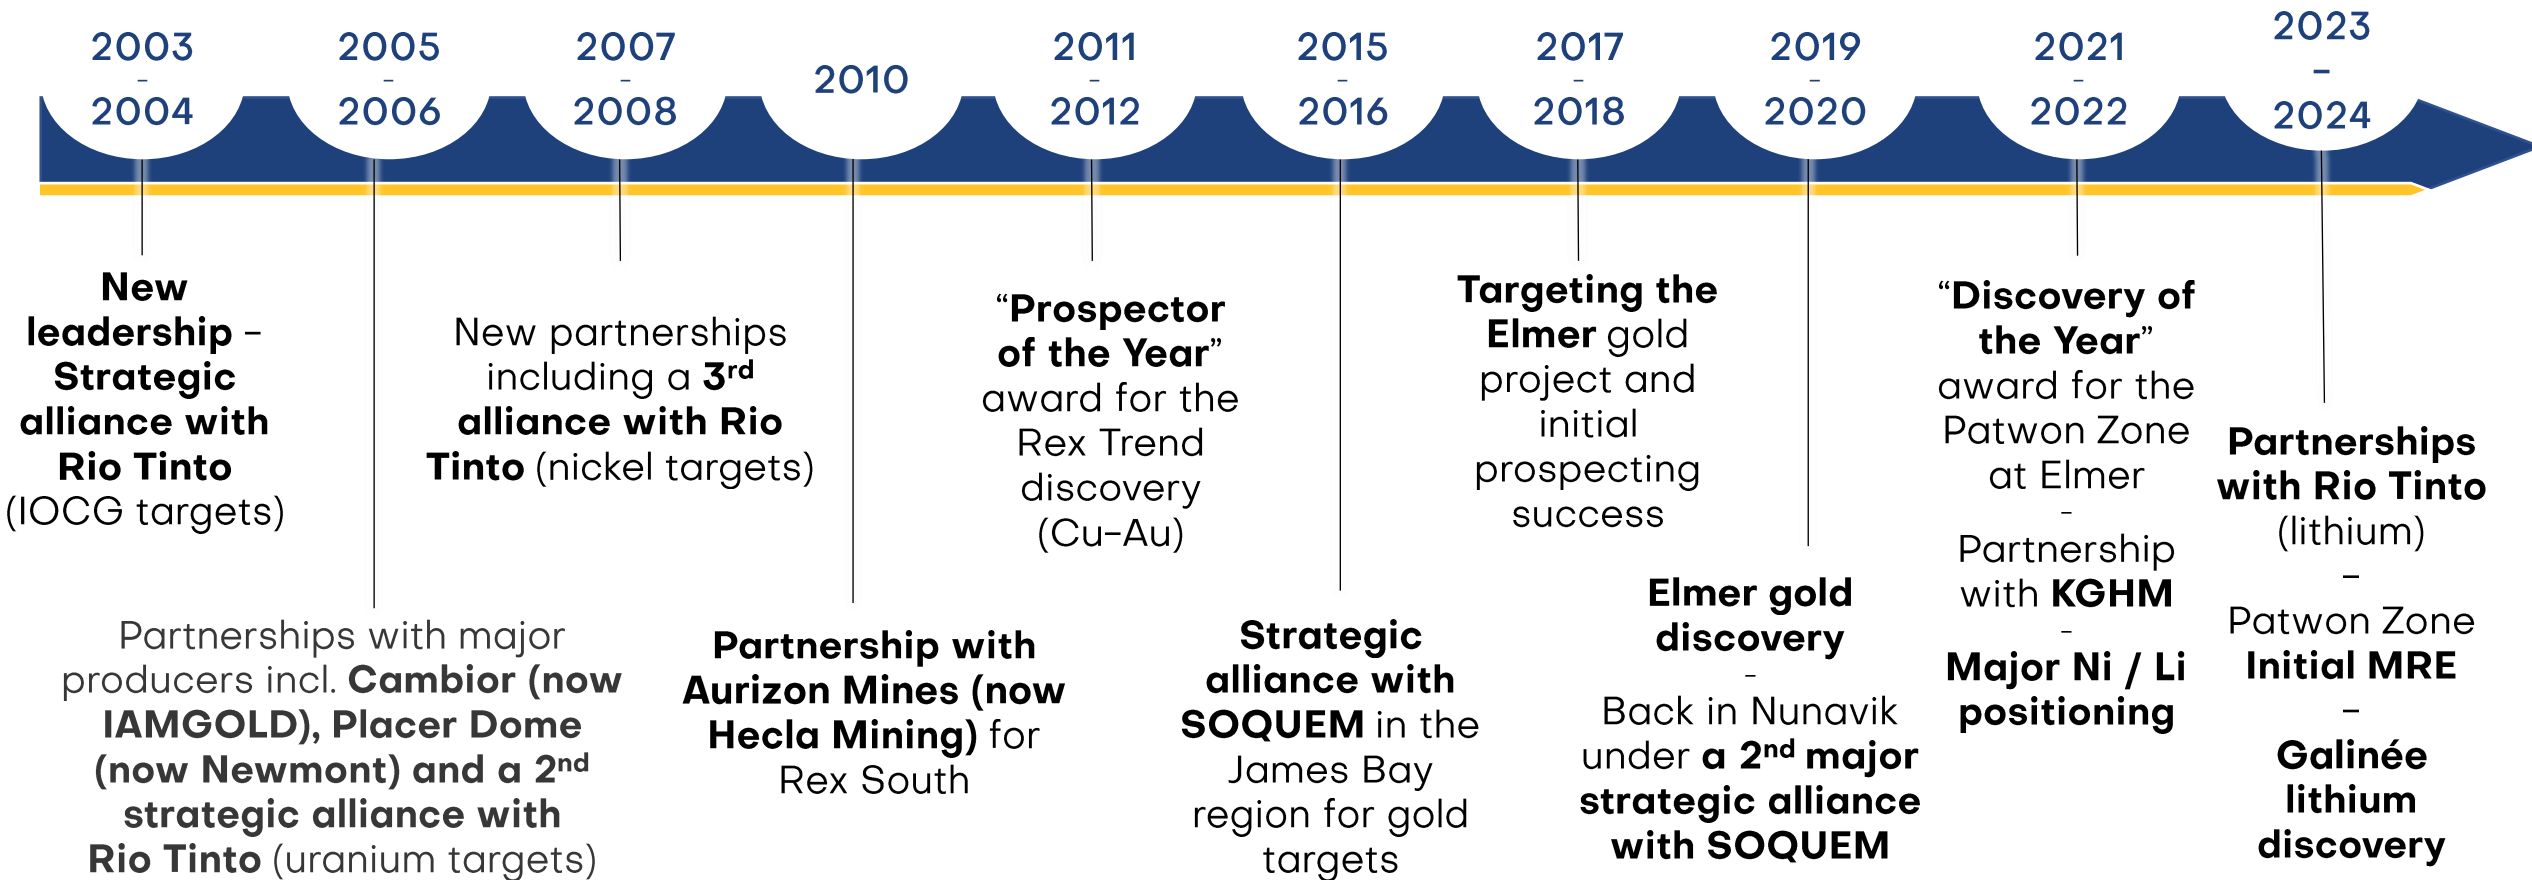 2003
–
2004
2005
–
2006
2007
–
2008
2010
2011
–
2012
2015
–
2016
2017
–
2018
2019
–
2020
2021
–
2022
2023
–
2024
New
leadership –
Strategic
alliance with
Rio Tinto
(IOCG targets)
Partnerships with major
producers incl. Cambior (now
IAMGOLD), Placer Dome
(now Newmont) and a 2nd
strategic alliance with
Rio Tinto (uranium targets)
New partnerships
including a 3rd
alliance with Rio
Tinto (nickel targets)
Partnership with
Aurizon Mines (now
Hecla Mining) for
Rex South
“Prospector
of the Year”
award for the
Rex Trend
discovery
(Cu–Au)
Strategic
alliance with
SOQUEM in the
James Bay
region for gold
targets
Targeting the
Elmer gold
project and
initial
prospecting
success
Elmer gold
discovery
–
Back in Nunavik
under a 2nd major
strategic alliance
with SOQUEM
“Discovery of
the Year”
award for the
Patwon Zone
at Elmer
–
Partnership
with KGHM
–
Major Ni / Li
positioning
Partnerships
with Rio Tinto
(lithium)
–
Patwon Zone
Initial MRE
–
Galinée
lithium
discovery